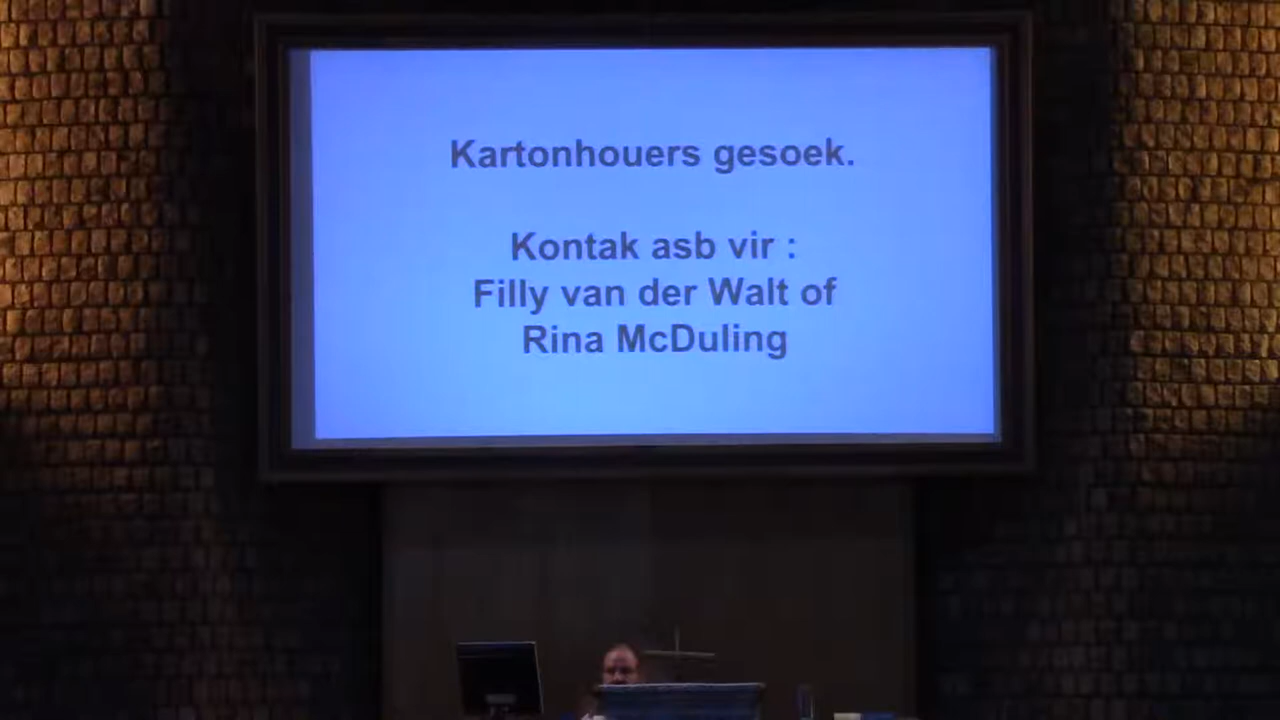 Kartonhouers gesoek.
Kontak asb vir :
Filly van der Walt of
Rina McDuling